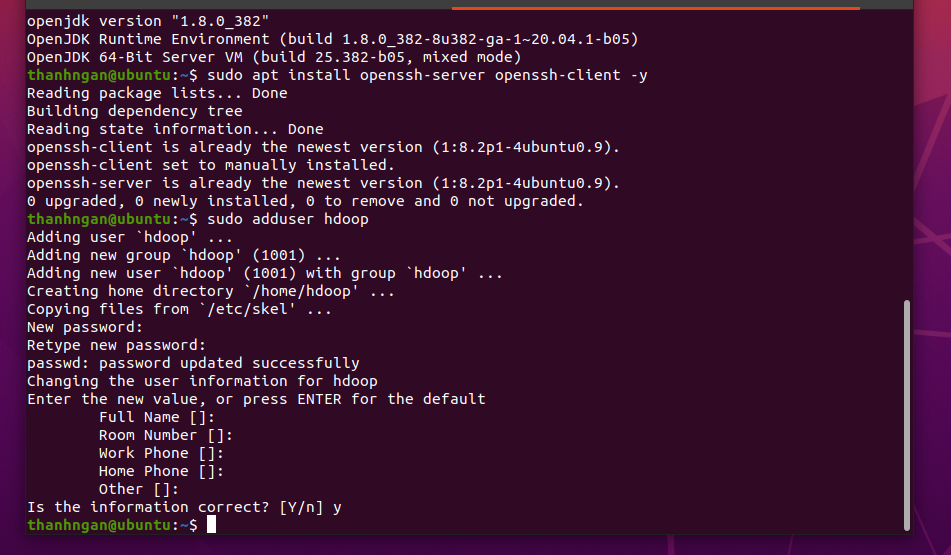 openjdk version "1.8.0_382"
OpenJDK Runtime Environment (build 1.8.0_382-8u382-ga-1~20.04.1-b05)
OpenJDK 64-Bit Server VM (build 25.382-b05, mixed mode)
thanhngan@ubuntu:~$ sudo apt install openssh-server openssh-client -y
Reading package lists... Done
Building dependency tree
Reading state information... Done
openssh-client is already the newest version (1:8.2p1-4ubuntu0.9).
openssh-client set to manually installed.
openssh-server is already the newest version (1:8.2p1-4ubuntu0.9).
0 upgraded, 0 newly installed, 0 to remove and 0 not upgraded.
thanhngan@ubuntu:~$ sudo adduser hdoop
Adding user `hdoop' ...
Adding new group `hdoop' (1001) ...
Adding new user `hdoop' (1001) with group `hdoop' ...
Creating home directory `/home/hdoop' ...
Copying files from `/etc/skel' ...
New password:
Retype new password:
passwd: password updated successfully
Changing the user information for hdoop
Enter the new value, or press ENTER for the default
        Full Name []:
        Room Number []:
        Work Phone []:
        Home Phone []:
        Other []:
Is the information correct? [Y/n] y
thanhngan@ubuntu:~$